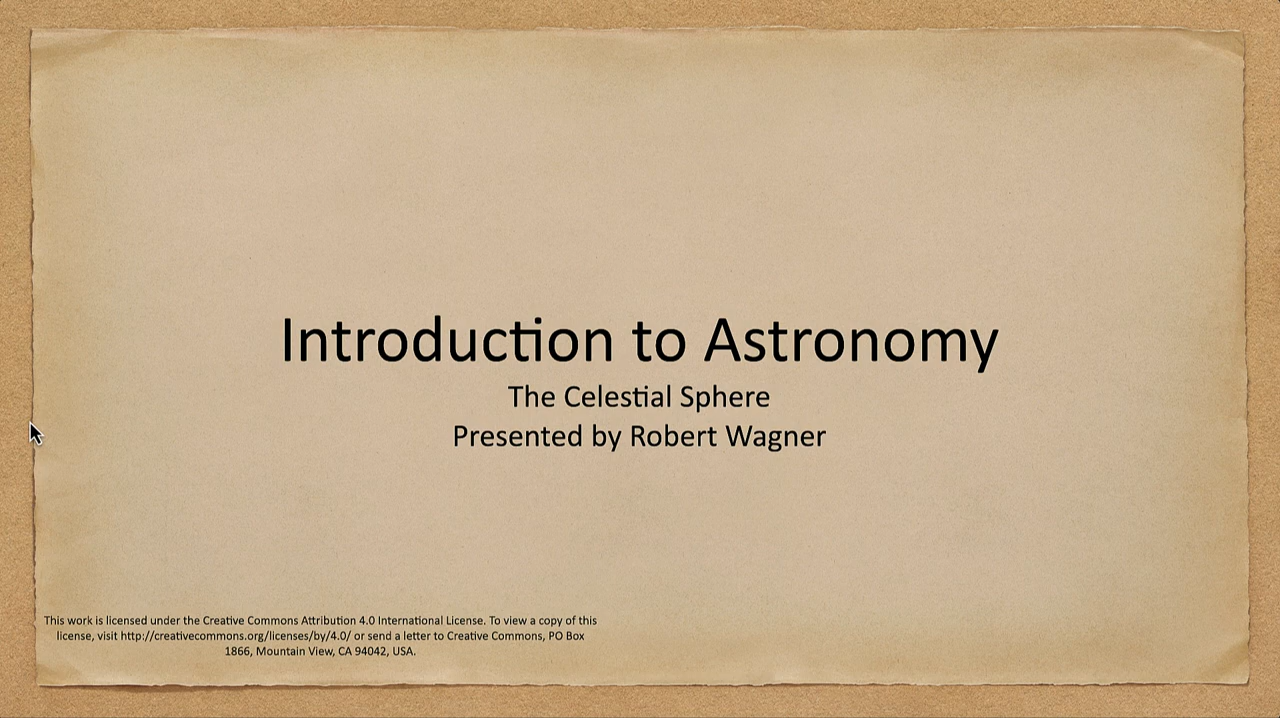 Introduction to Astronomy
The Celestial Sphere
Presented by Robert Wagner
This work is licensed under the Creative Commons Attribution 4.0 International License. To view a copy of this
license, visit http://creativecommons.org/licenses/by/4.0/ or send a letter to Creative Commons, PO Box
1866, Mountain View, CA 94042, USA.